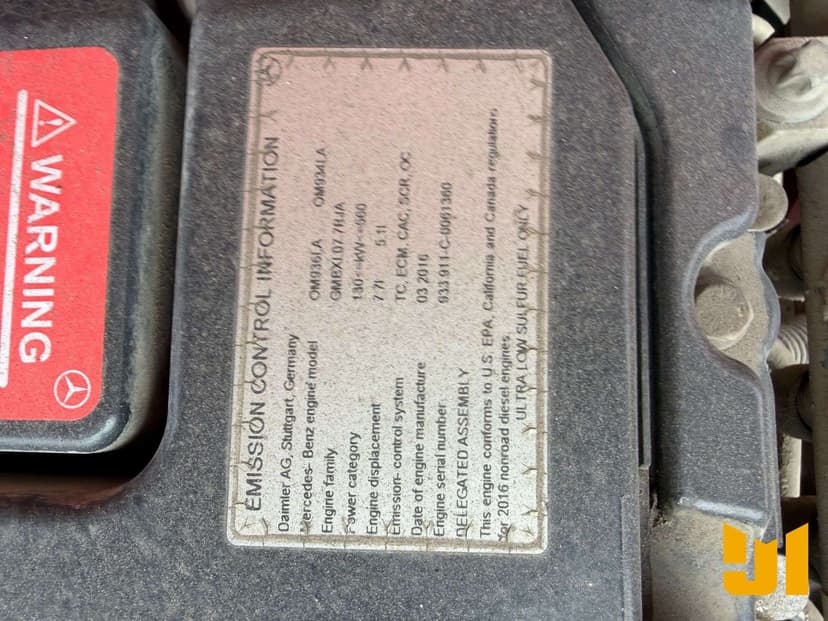 WARNING
EMISSION CONTROL INFORMATION
Daimler AG, Stuttgart, Germany
Mercedes- Benz engine model OM936LA OM934LA
Engine family
Power category 130<=kW<=560
Engine displacement 7.7l 5.1l
Emission- control system TC, ECM, CAC, SCR, OC
Date of engine manufacture 03 2016
Engine serial number
DELEGATED ASSEMBLY
This engine conforms to U.S. EPA, California and Canada regulations
for 2016 nonroad diesel engines
ULTRA LOW SULFUR FUEL ONLY